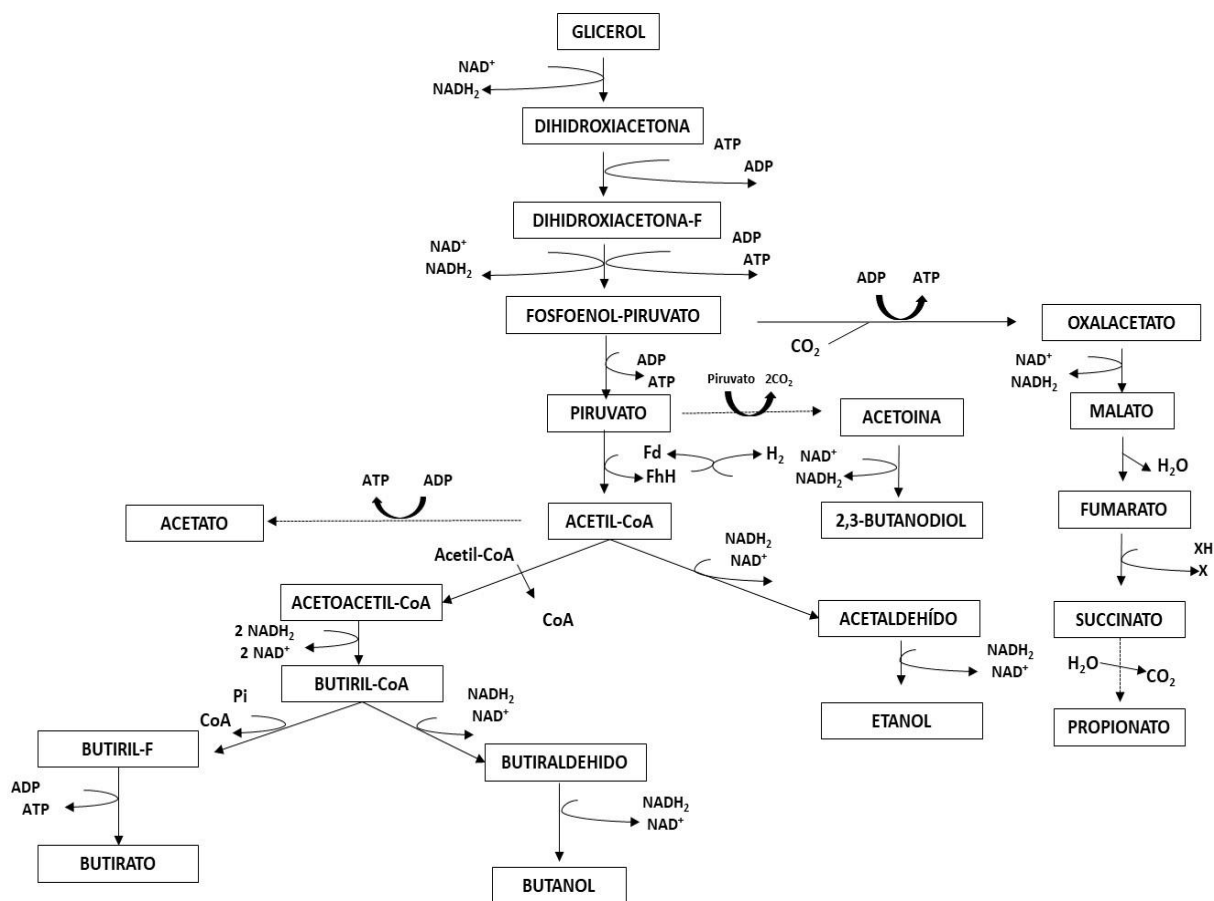 GLICEROL
NAD⁺
NADH₂
DIHIDROXIACETONA
ATP
ADP
DIHIDROXIACETONA-F
NAD⁺
NADH₂
ADP
ATP
FOSFOENOL-PIRUVATO
ADP
ATP
CO₂
OXALACETATO
ADP
ATP
NAD⁺
NADH₂
Piruvato
2CO₂
PIRUVATO
ACETOINA
MALATO
Fd
FhH
H₂
NAD⁺
NADH₂
H₂O
ATP
ADP
ACETATO
ACETIL-CoA
2,3-BUTANODIOL
FUMARATO
Acetil-CoA
CoA
NADH₂
NAD⁺
XH
X
ACETOACETIL-CoA
ACETALDEHÍDO
SUCCINATO
2 NADH₂
2 NAD⁺
NADH₂
NAD⁺
H₂O
CO₂
BUTIRIL-CoA
Pi
CoA
NADH₂
NAD⁺
ETANOL
PROPIONATO
BUTIRIL-F
BUTIRALDEHIDO
ADP
ATP
NADH₂
NAD⁺
BUTIRATO
BUTANOL